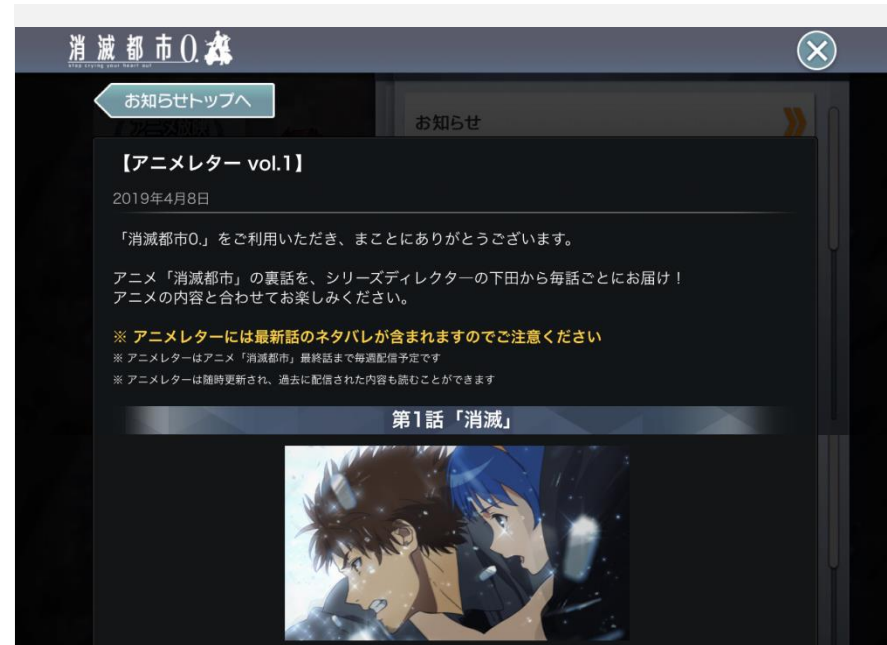 消滅都市0.
stop crying your heart out
お知らせトップへ
アニメ放映
お知らせ
【アニメレター vol.1】
2019年4月8日
「消滅都市0.」をご利用いただき、まことにありがとうございます。
アニメ「消滅都市」の裏話を、シリーズディレクタ―の下田から毎話ごとにお届け！
アニメの内容と合わせてお楽しみください。
※ アニメレターには最新話のネタバレが含まれますのでご注意ください
※ アニメレターはアニメ「消滅都市」最終話まで毎週配信予定です
※ アニメレターは随時更新され、過去に配信された内容も読むことができます
第1話「消滅」